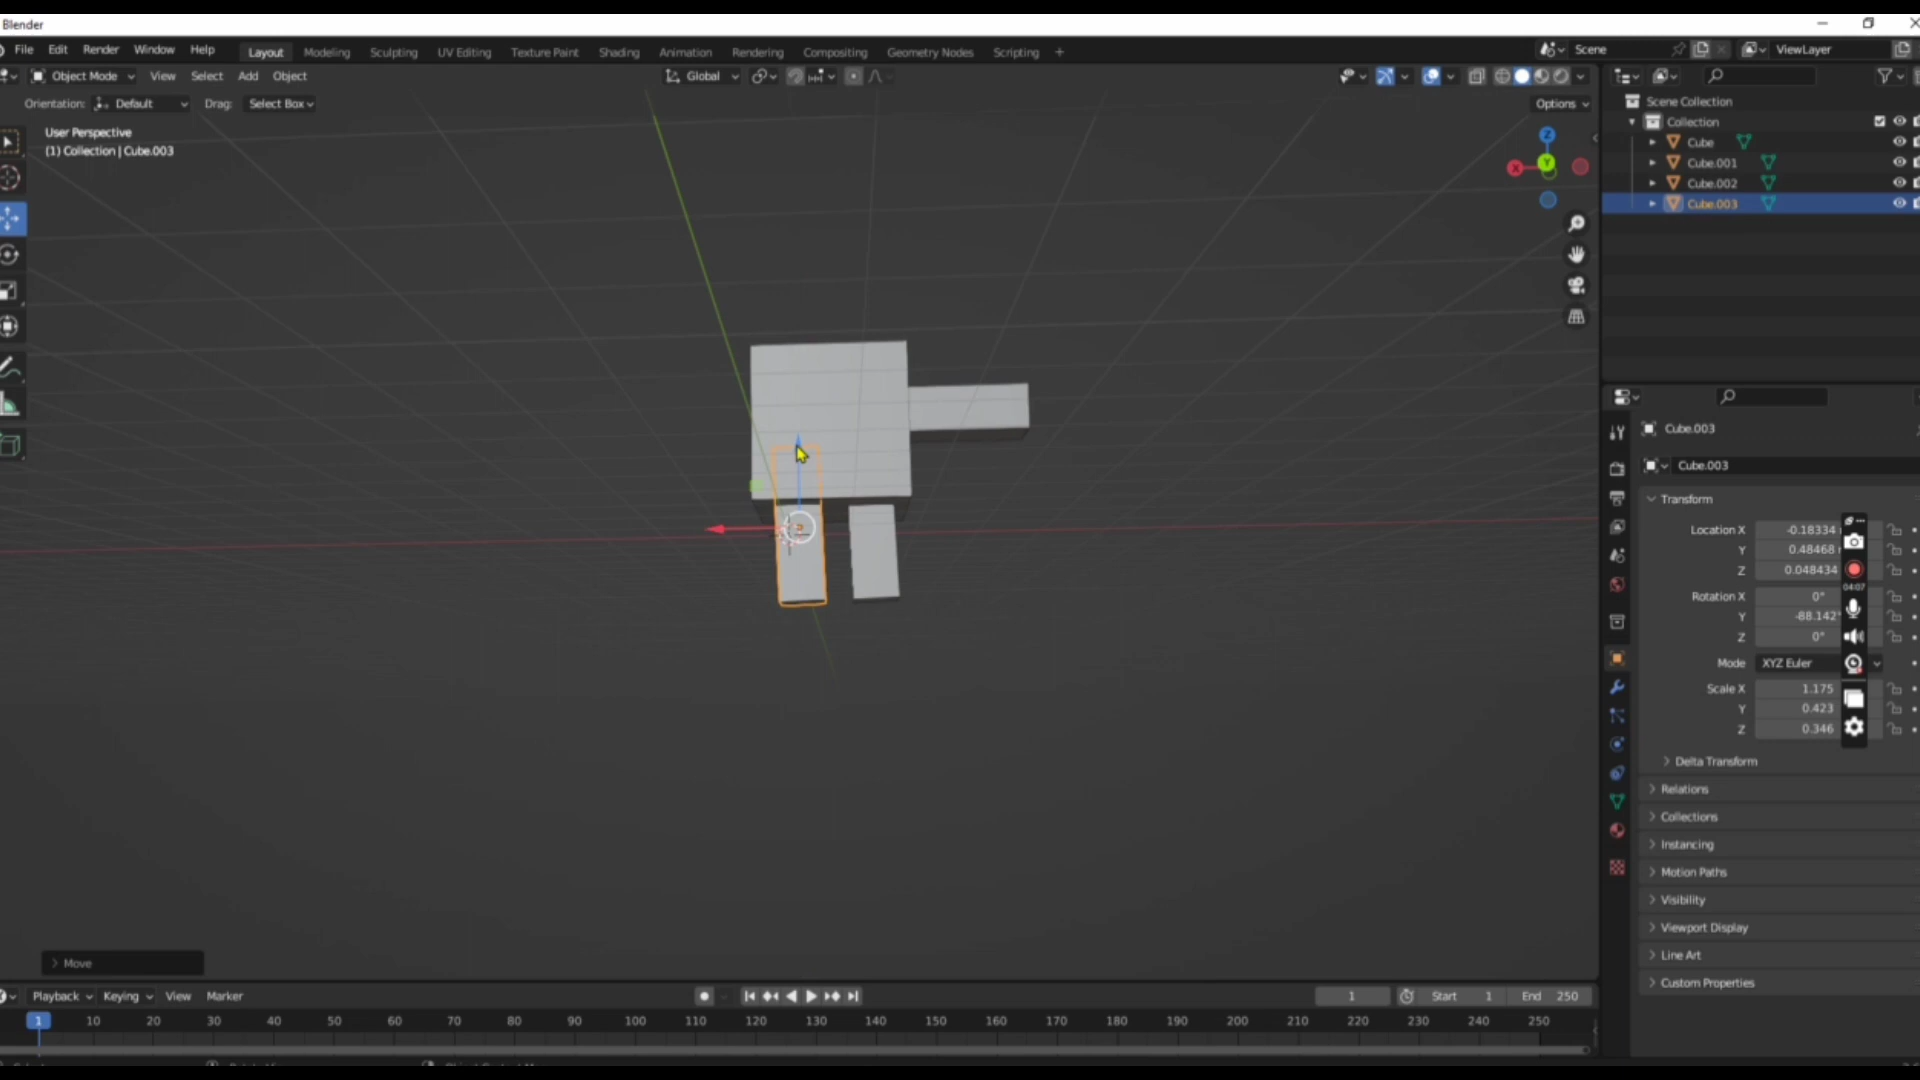 Blender
File Edit Render Window Help Layout Modeling Sculpting UV Editing Texture Paint Shading Animation Rendering Compositing Geometry Nodes Scripting + Scene ViewLayer
Object Mode View Select Add Object Global
Orientation: Default Drag: Select Box Options
User Perspective
(1) Collection | Cube.003
Z
X
Y
Scene Collection
Collection
Cube
Cube.001
Cube.002
Cube.003
Cube.003
Cube.003
Transform
Location X -0.18334
Y 0.48468
Z 0.048434
04:07
Rotation X 0°
Y -88.142°
Z 0°
Mode XYZ Euler
Scale X 1.175
Y 0.423
Z 0.346
Delta Transform
Relations
Collections
Instancing
Motion Paths
Visibility
Viewport Display
Line Art
Custom Properties
Move
Playback Keying View Marker 1 Start 1 End 250
1 10 20 30 40 50 60 70 80 90 100 110 120 130 140 150 160 170 180 190 200 210 220 230 240 250